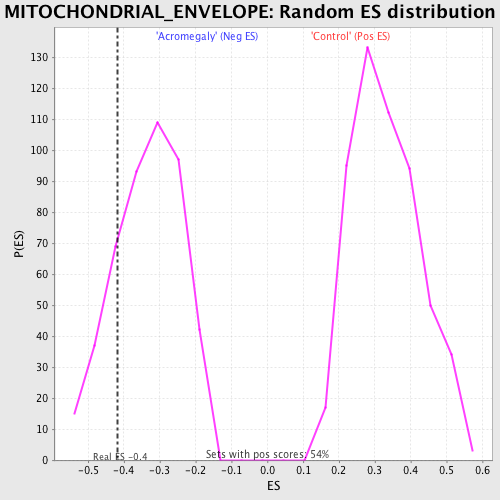 MITOCHONDRIAL_ENVELOPE: Random ES distribution
'Acromegaly' (Neg ES) 'Control' (Pos ES)
130
120
110
100
90
80
70
60
50
40
30
20
10
0
P(ES)
Real ES -0.4 Sets with pos scores: 54%
-0.5 -0.4 -0.3 -0.2 -0.1 0.0 0.1 0.2 0.3 0.4 0.5 0.6
ES